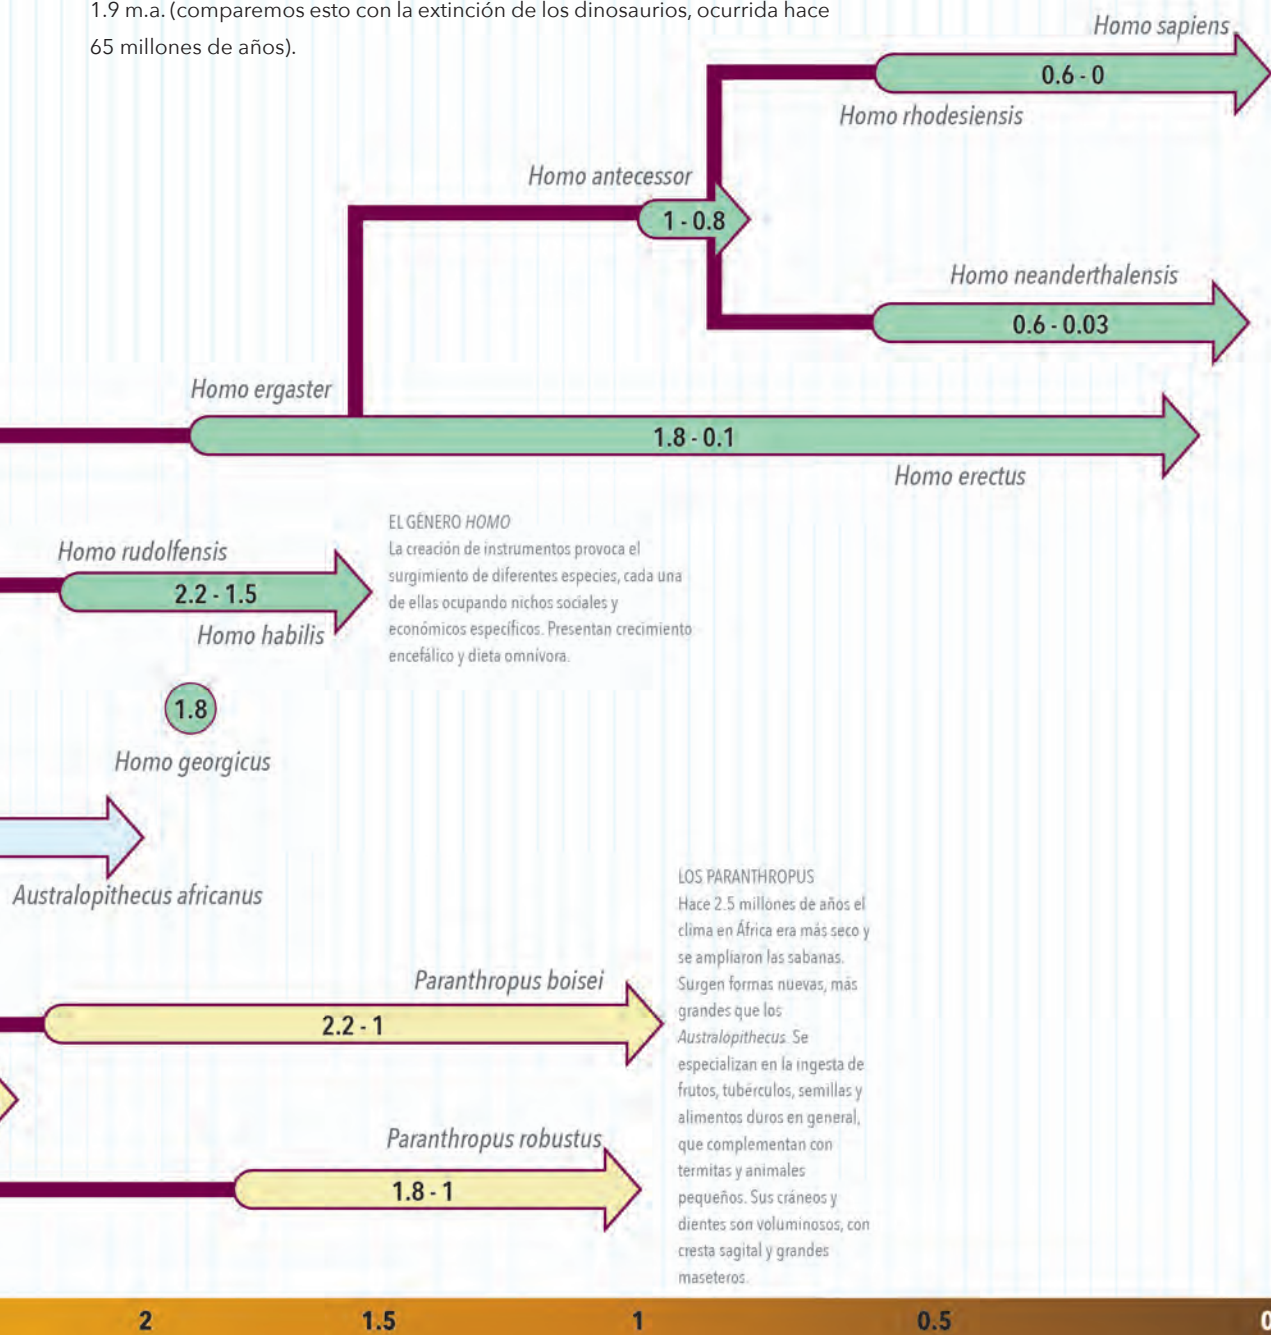 1.9 m.a. (comparemos esto con la extinción de los dinosaurios, ocurrida hace
65 millones de años).
Homo sapiens
0.6 - 0
Homo rhodesiensis
Homo antecessor
1 - 0.8
Homo neanderthalensis
0.6 - 0.03
Homo ergaster
1.8 - 0.1
Homo erectus
EL GÉNERO HOMO
La creación de instrumentos provoca el
surgimiento de diferentes especies, cada una
de ellas ocupando nichos sociales y
económicos específicos. Presentan crecimiento
encefálico y dieta omnívora.
Homo rudolfensis
2.2 - 1.5
Homo habilis
1.8
Homo georgicus
Australopithecus africanus
LOS PARANTHROPUS
Hace 2.5 millones de años el
clima en África era más seco y
se ampliaron las sabanas.
Surgen formas nuevas, más
grandes que los
Australopithecus. Se
especializan en la ingesta de
frutos, tubérculos, semillas y
alimentos duros en general,
que complementan con
termitas y animales
pequeños. Sus cráneos y
dientes son voluminosos, con
cresta sagital y grandes
maseteros.
Paranthropus boisei
2.2 - 1
Paranthropus robustus
1.8 - 1
2 1.5 1 0.5 0